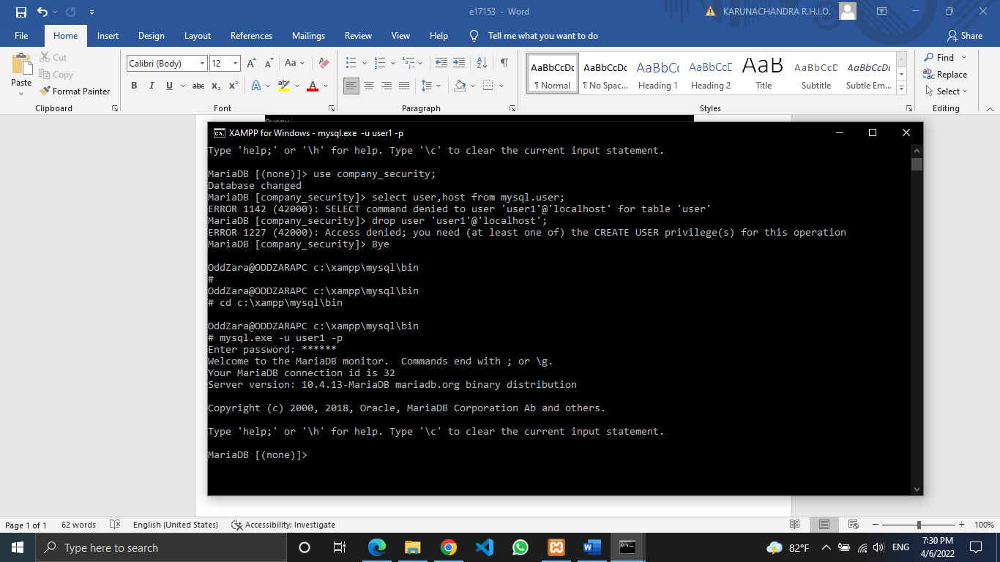 e17153 - Word
KARUNACHANDRA R.H.I.O.
File Home Insert Design Layout References Mailings Review View Help Tell me what you want to do Share
Paste
Cut
Copy
Format Painter
Clipboard
Calibri (Body) 12
Font
Paragraph
AaBbCcDc AaBbCcDc AaBbCc AaBbCcD AaB AaBbCcD AaBbCcDc
¶ Normal ¶ No Spac... Heading 1 Heading 2 Title Subtitle Subtle Em...
Styles
Find
Replace
Select
Editing
XAMPP for Windows - mysql.exe -u user1 -p
Type 'help;' or '\h' for help. Type '\c' to clear the current input statement.
MariaDB [(none)]> use company_security;
Database changed
MariaDB [company_security]> select user,host from mysql.user;
ERROR 1142 (42000): SELECT command denied to user 'user1'@'localhost' for table 'user'
MariaDB [company_security]> drop user 'user1'@'localhost';
ERROR 1227 (42000): Access denied; you need (at least one of) the CREATE USER privilege(s) for this operation
MariaDB [company_security]> Bye
OddZara@ODDZARAPC c:\xampp\mysql\bin
#
OddZara@ODDZARAPC c:\xampp\mysql\bin
# cd c:\xampp\mysql\bin
OddZara@ODDZARAPC c:\xampp\mysql\bin
# mysql.exe -u user1 -p
Enter password: ******
Welcome to the MariaDB monitor.  Commands end with ; or \g.
Your MariaDB connection id is 32
Server version: 10.4.13-MariaDB mariadb.org binary distribution
Copyright (c) 2000, 2018, Oracle, MariaDB Corporation Ab and others.
Type 'help;' or '\h' for help. Type '\c' to clear the current input statement.
MariaDB [(none)]>
Page 1 of 1 62 words English (United States) Accessibility: Investigate 100%
Type here to search
82°F ENG
7:30 PM
4/6/2022